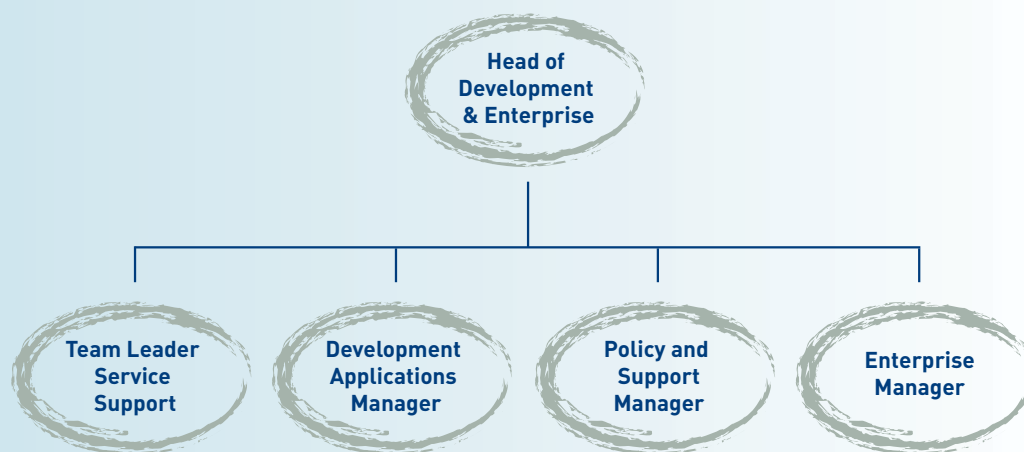 Head of
Development
& Enterprise
Team Leader
Service
Support
Development
Applications
Manager
Policy and
Support
Manager
Enterprise
Manager